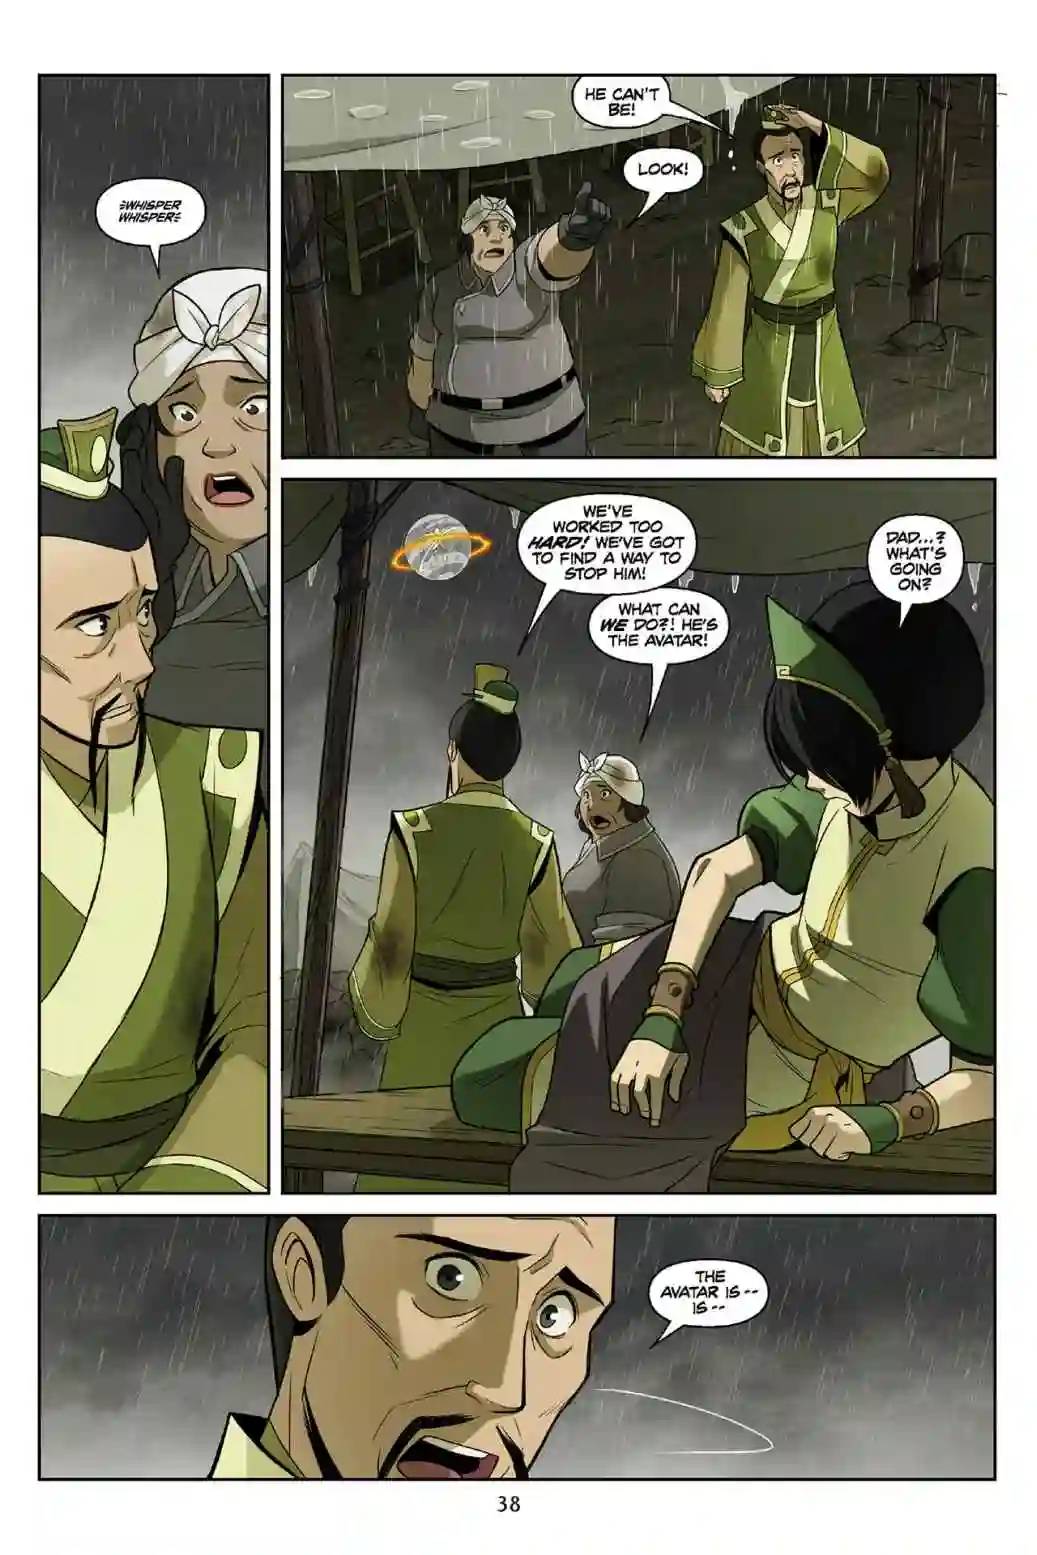 ⋮WHISPER
WHISPER⋮
HE CAN'T
BE!
LOOK!
WE'VE
WORKED TOO
HARD! WE'VE GOT
TO FIND A WAY TO
STOP HIM!
WHAT CAN
WE DO?! HE'S
THE AVATAR!
DAD...?
WHAT'S
GOING
ON?
THE
AVATAR IS --
IS --
38